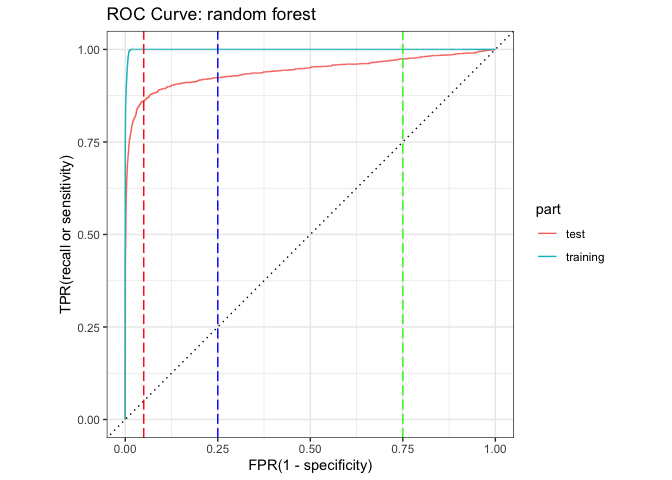 ROC Curve: random forest
1.00
0.75
0.50
0.25
0.00
TPR(recall or sensitivity)
0.00 0.25 0.50 0.75 1.00
FPR(1 - specificity)
part
test
training